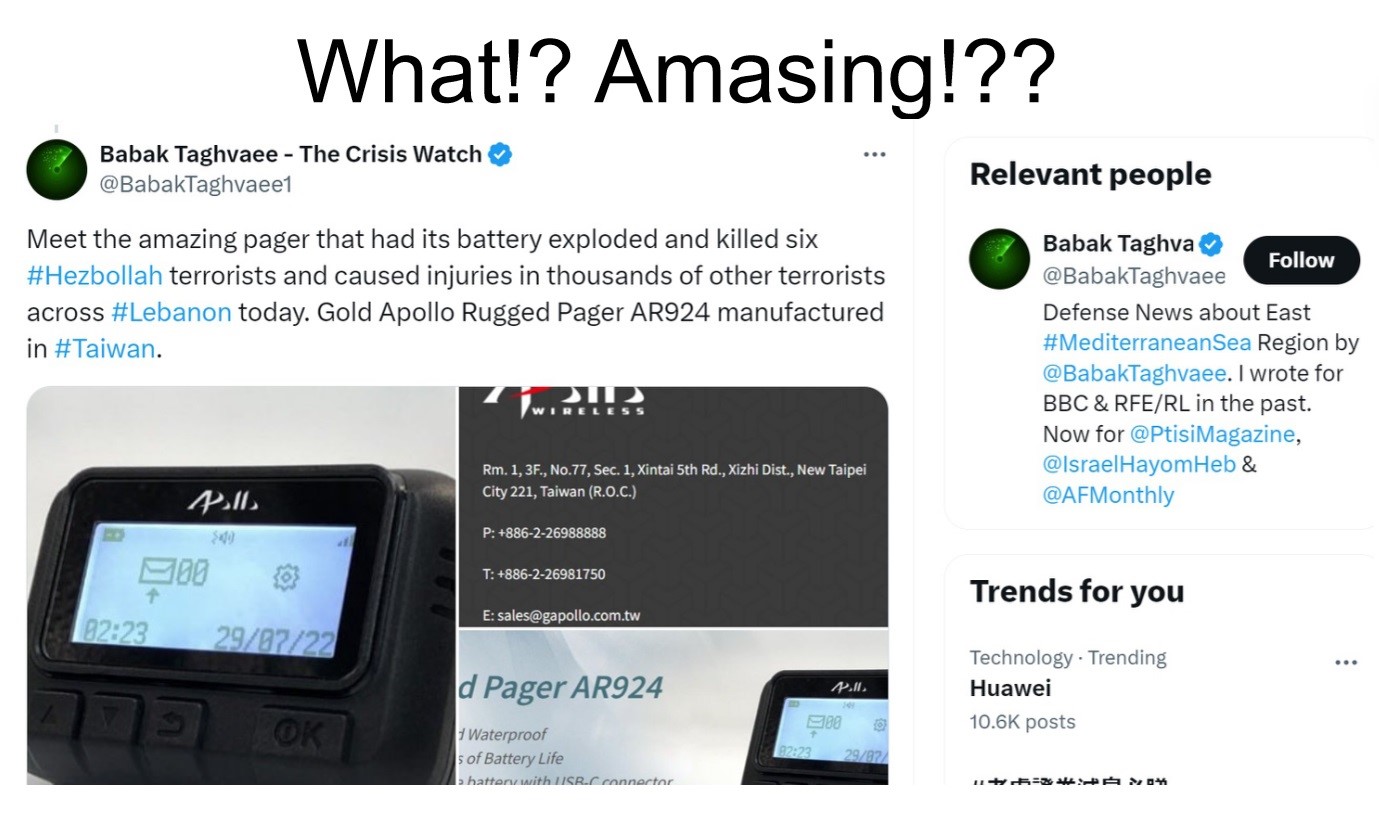 What!? Amasing!??
Babak Taghvaee - The Crisis Watch
@BabakTaghvaee1
Meet the amazing pager that had its battery exploded and killed six
#Hezbollah terrorists and caused injuries in thousands of other terrorists
across #Lebanon today. Gold Apollo Rugged Pager AR924 manufactured
in #Taiwan.
Apollo
00
02:23 29/07/22
WIRELESS
Rm. 1, 3F., No.77, Sec. 1, Xintai 5th Rd., Xizhi Dist., New Taipei
City 221, Taiwan (R.O.C.)
P: +886-2-26988888
T: +886-2-26981750
E: sales@gapollo.com.tw
d Pager AR924
d Waterproof
s of Battery Life
battery with USB-C connector
Apollo
00
02:23 29/07/
OK
Relevant people
Babak Taghva
Follow
@BabakTaghvaee
Defense News about East
#MediterraneanSea Region by
@BabakTaghvaee. I wrote for
BBC & RFE/RL in the past.
Now for @PtisiMagazine,
@IsraelHayomHeb &
@AFMonthly
Trends for you
Technology · Trending
Huawei
10.6K posts